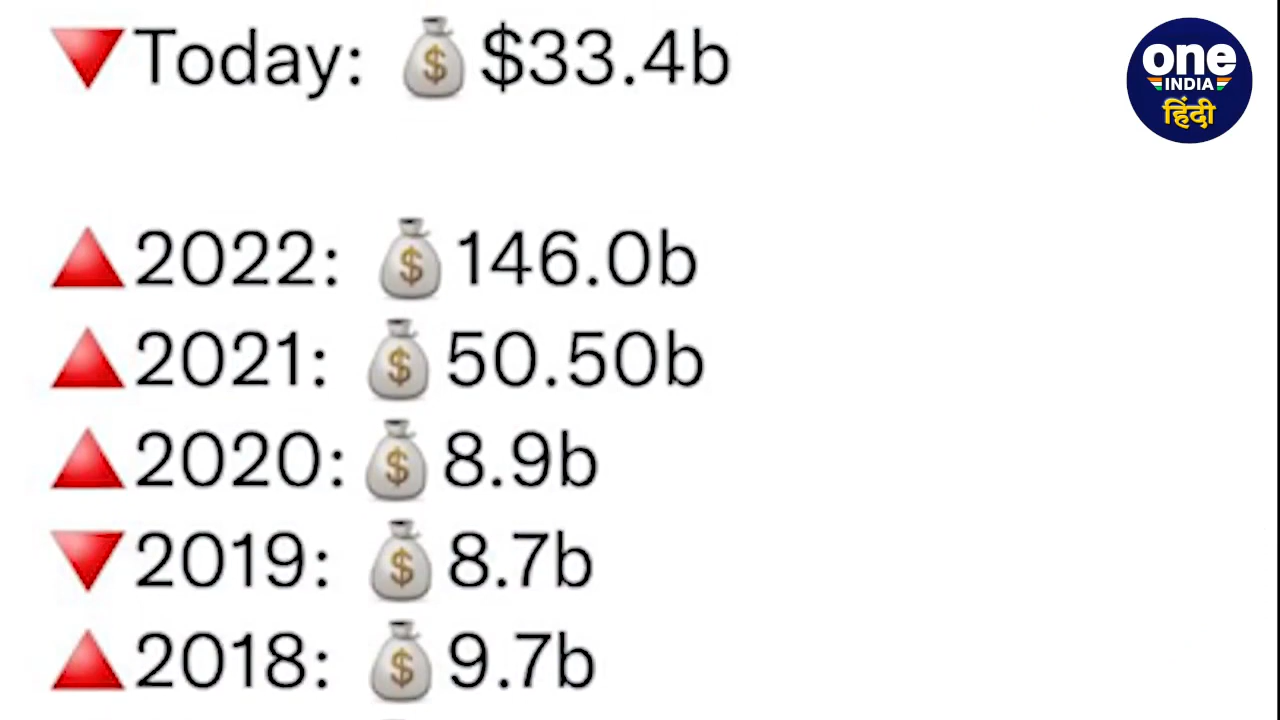 ▼Today: 💰$33.4b
one
INDIA
हिंदी
🔺2022: 💰146.0b
🔺2021: 💰50.50b
🔺2020:💰8.9b
🔻2019: 💰8.7b
🔺2018: 💰9.7b